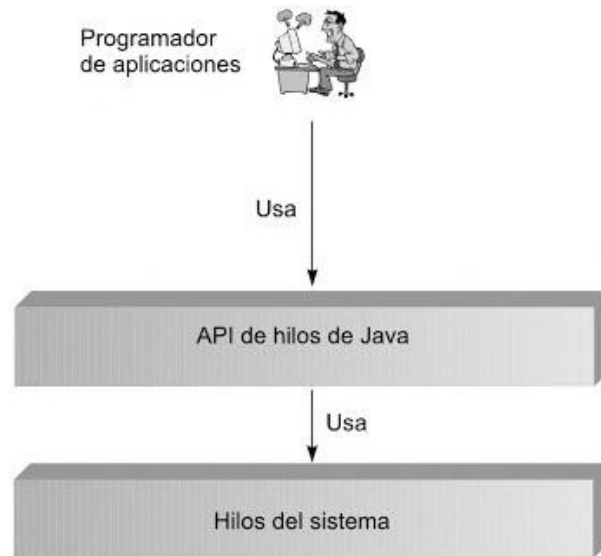 Programador
de aplicaciones
Usa
API de hilos de Java
Usa
Hilos del sistema